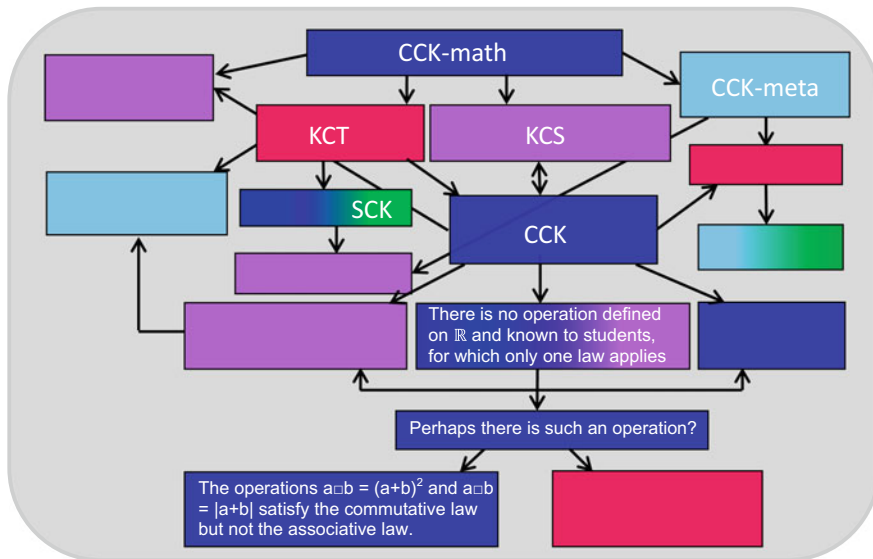 CCK-math
CCK-meta
KCT
KCS
SCK
CCK
There is no operation defined
on ℝ and known to students,
for which only one law applies
Perhaps there is such an operation?
The operations a□b = (a+b)² and a□b
= |a+b| satisfy the commutative law
but not the associative law.